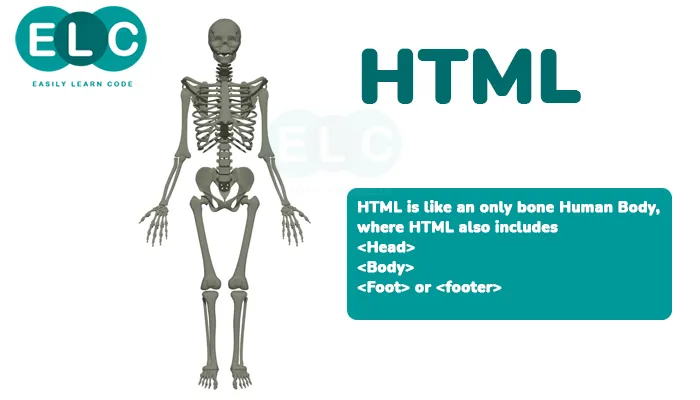 ELC
EASILY LEARN CODE
HTML
ELC
HTML is like an only bone Human Body,
where HTML also includes
<Head>
<Body>
<Foot> or <footer>